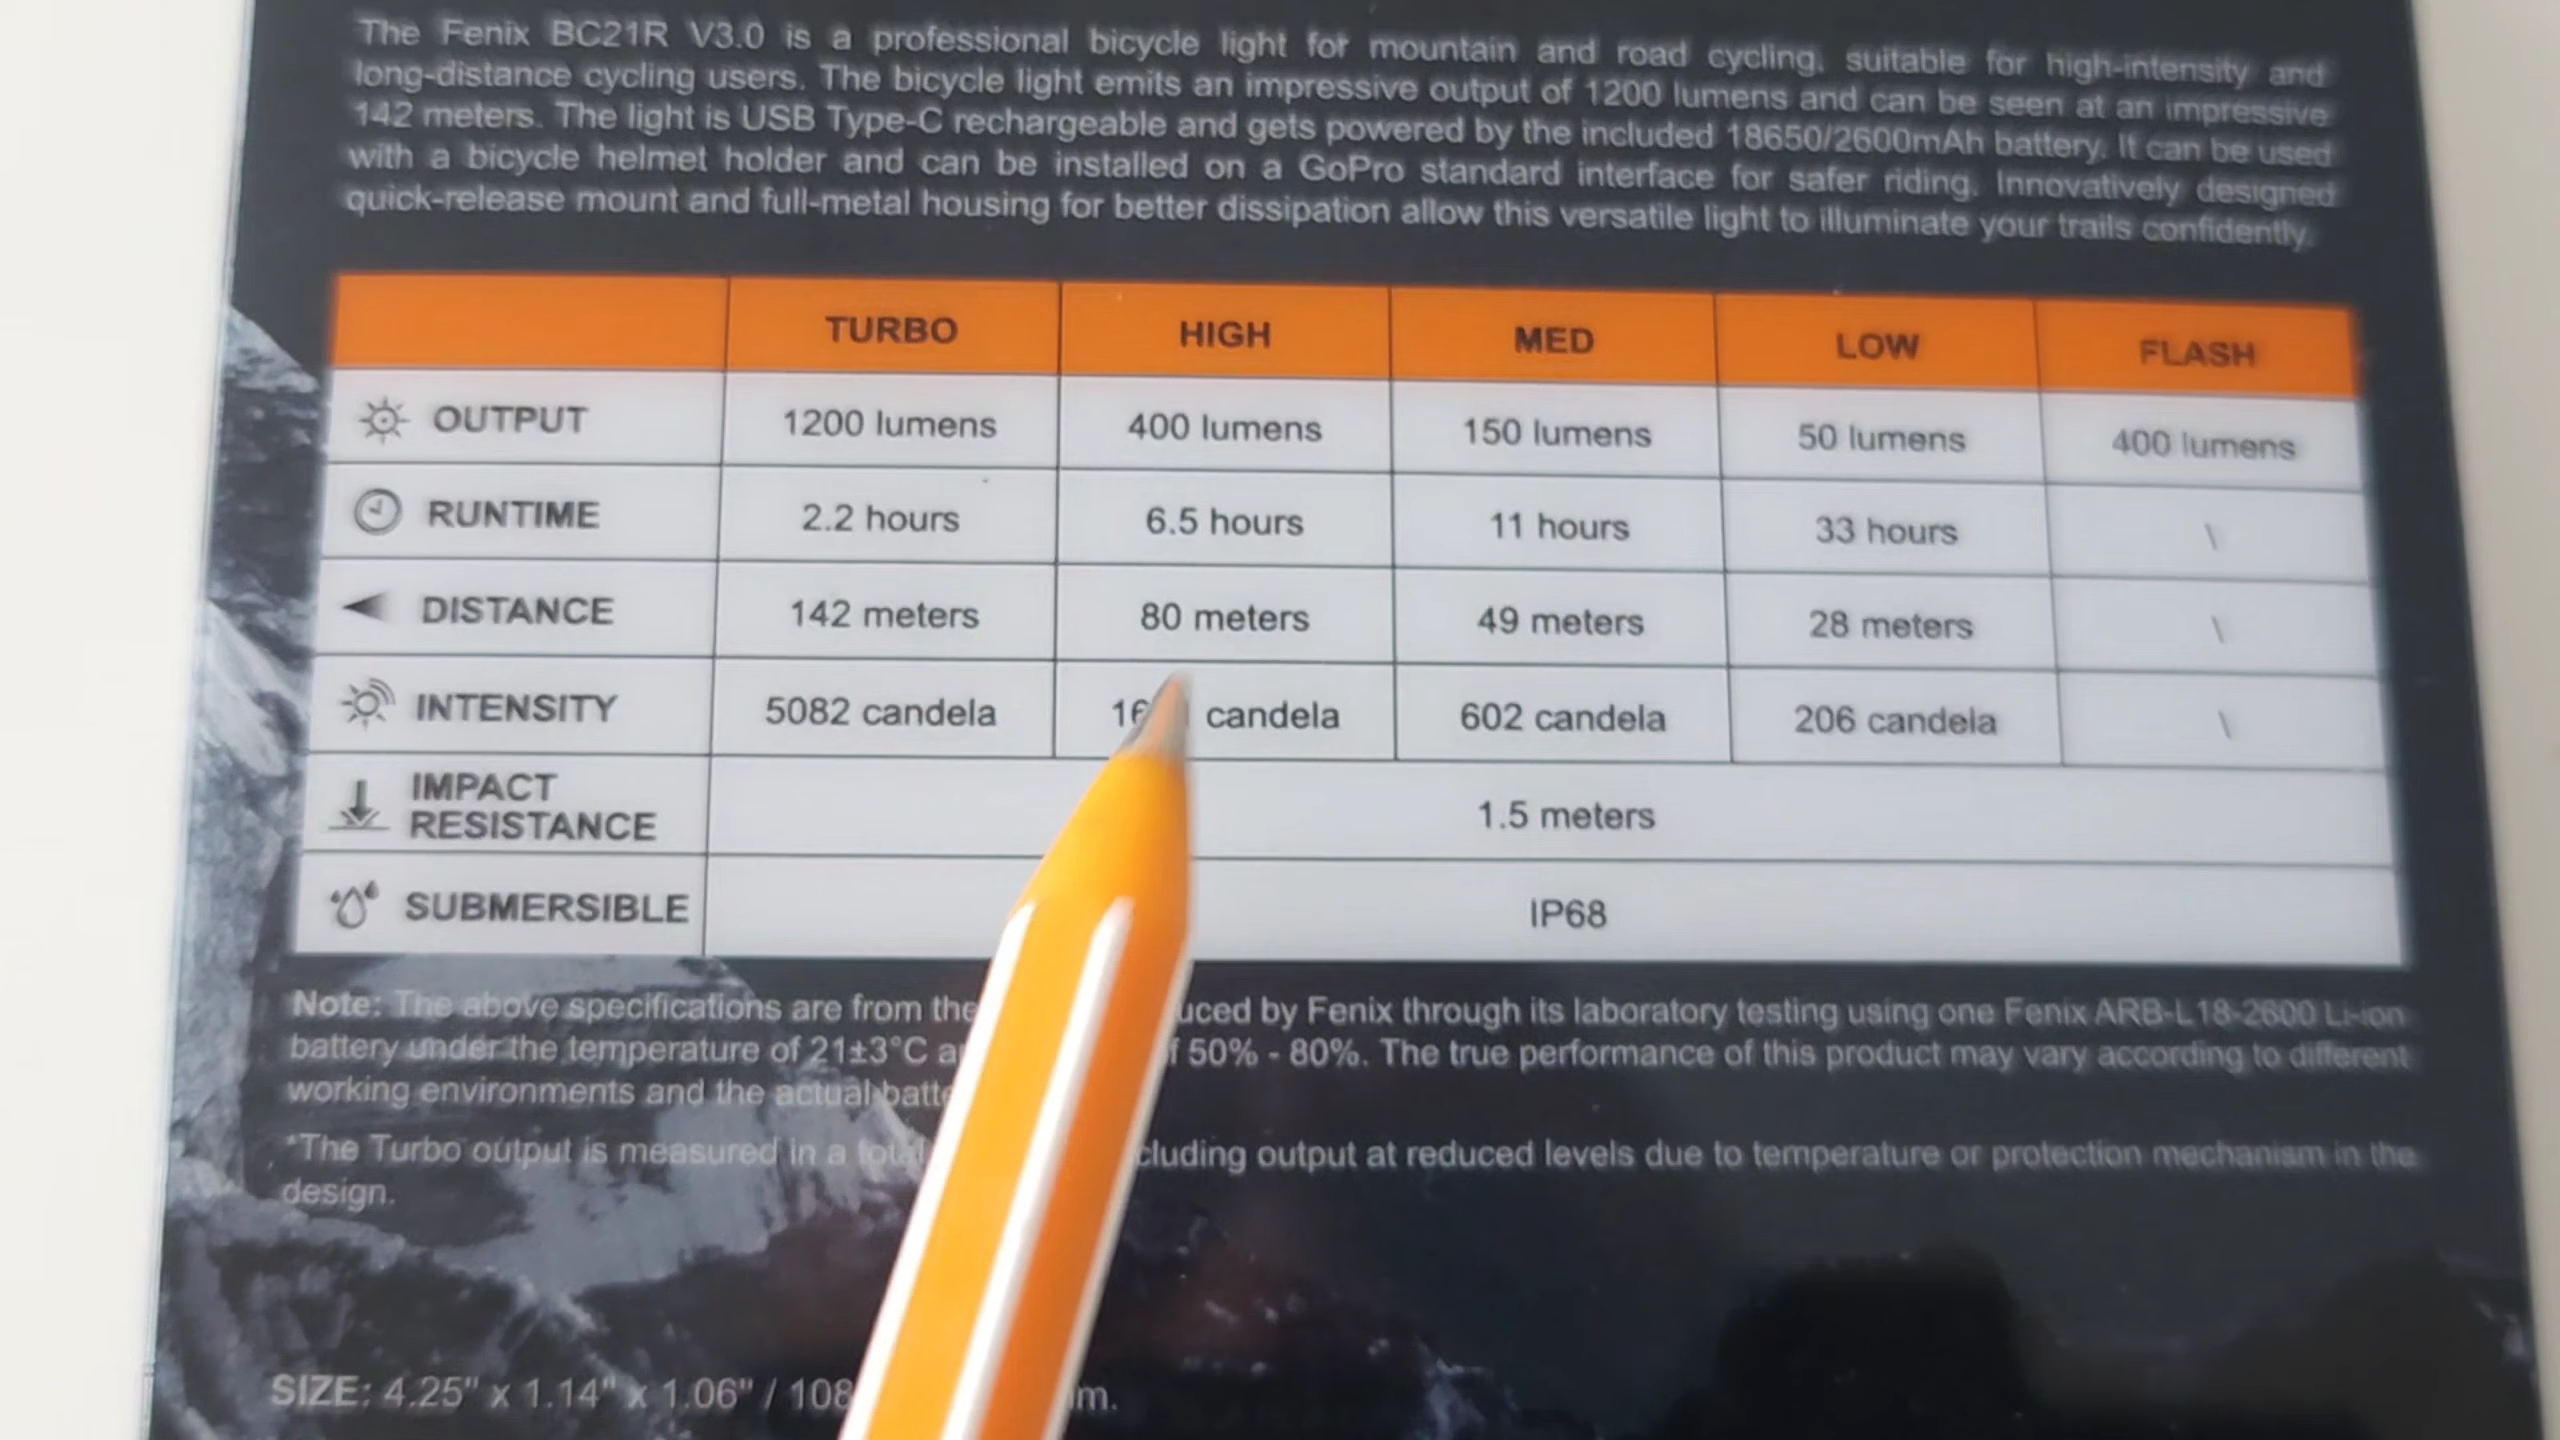 The Fenix BC21R V3.0 is a professional bicycle light for mountain and road cycling, suitable for high-intensity and
long-distance cycling users. The bicycle light emits an impressive output of 1200 lumens and can be seen at an impressive
142 meters. The light is USB Type-C rechargeable and gets powered by the included 18650/2600mAh battery. It can be used
with a bicycle helmet holder and can be installed on a GoPro standard interface for safer riding. Innovatively designed
quick-release mount and full-metal housing for better dissipation allow this versatile light to illuminate your trails confidently.
TURBO HIGH MED LOW FLASH
OUTPUT 1200 lumens 400 lumens 150 lumens 50 lumens 400 lumens
RUNTIME 2.2 hours 6.5 hours 11 hours 33 hours \
DISTANCE 142 meters 80 meters 49 meters 28 meters \
INTENSITY 5082 candela candela 602 candela 206 candela \
IMPACT
RESISTANCE 1.5 meters
SUBMERSIBLE IP68
Note: The above specifications are from the by Fenix through its laboratory testing using one Fenix ARB-L18-2600 Li-ion
battery under the temperature of 21±3°C 50% - 80%. The true performance of this product may vary according to different
working environments and the actual
*The Turbo output is measured in a output at reduced levels due to temperature or protection mechanism in the
design.
SIZE: 4.25" x 1.14" x 1.06" /